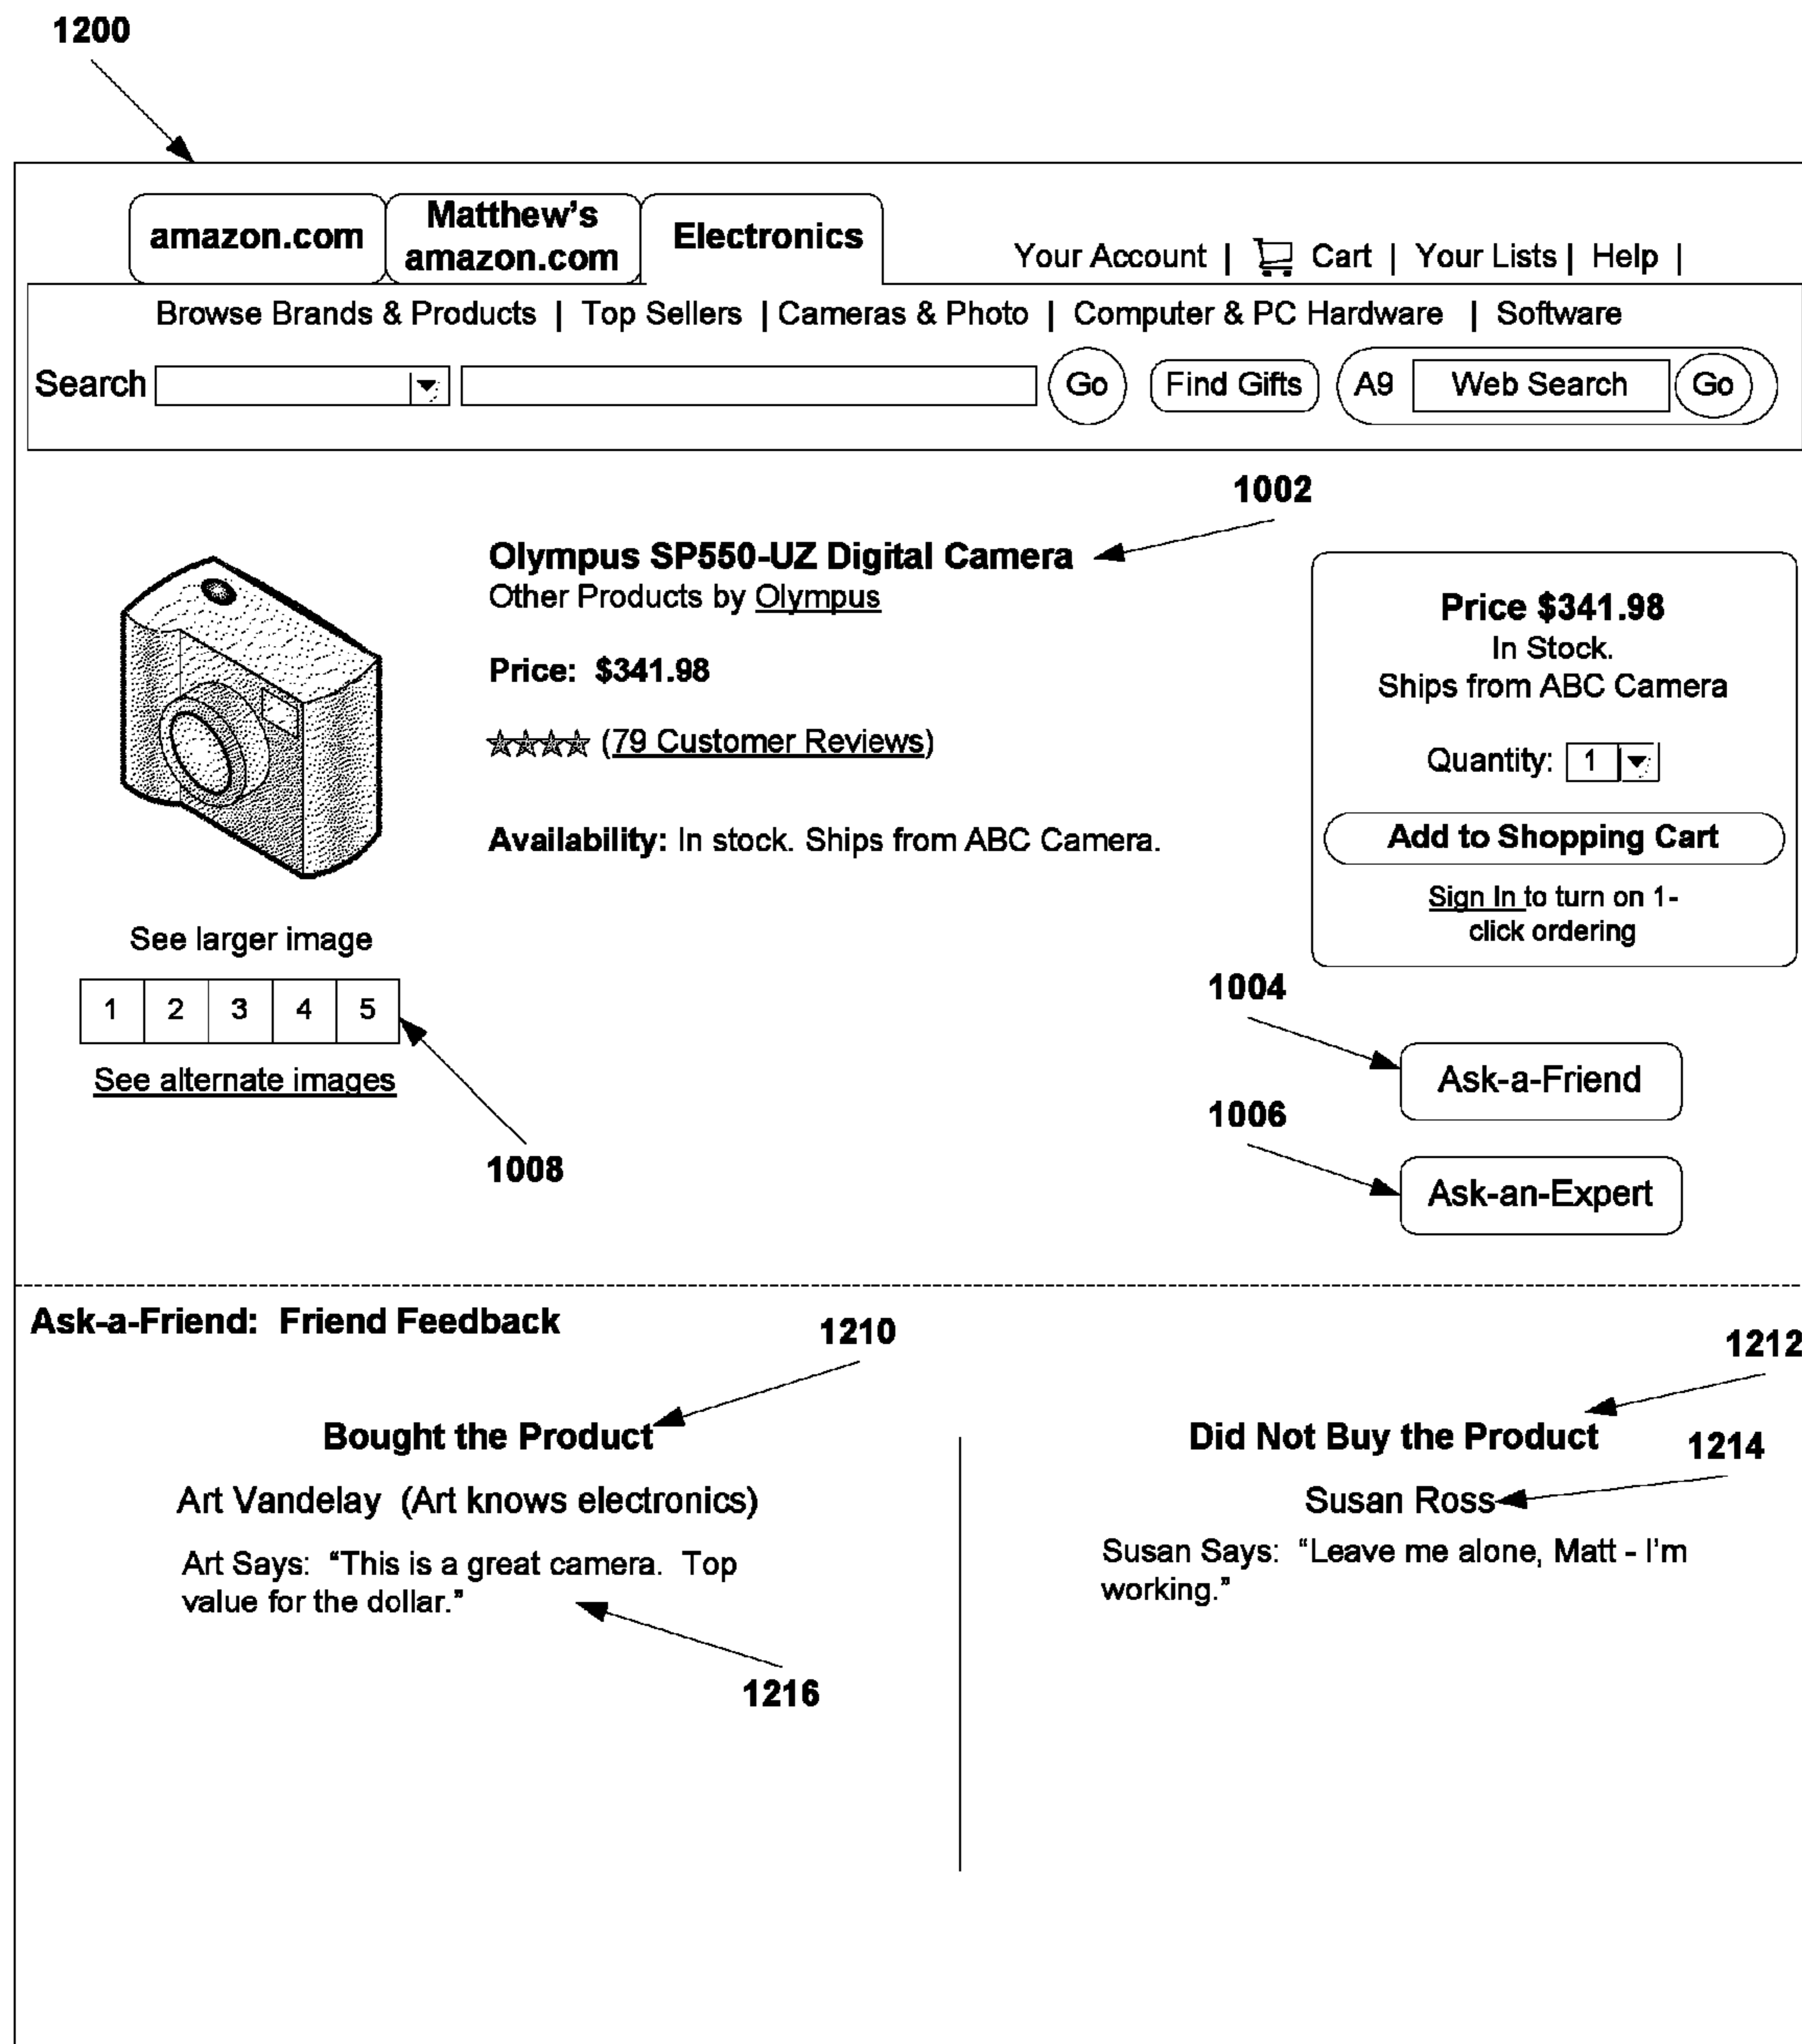 1200
amazon.com
Matthew's
amazon.com
Electronics
Your Account | Cart | Your Lists | Help |
Browse Brands & Products | Top Sellers | Cameras & Photo | Computer & PC Hardware | Software
Search Go Find Gifts A9 Web Search Go
1002
Olympus SP550-UZ Digital Camera
Other Products by Olympus
Price: $341.98
(79 Customer Reviews)
Availability: In stock. Ships from ABC Camera.
Price $341.98
In Stock.
Ships from ABC Camera
Quantity: 1
Add to Shopping Cart
Sign In to turn on 1-
click ordering
See larger image
1 2 3 4 5
See alternate images
1008
1004
Ask-a-Friend
1006
Ask-an-Expert
Ask-a-Friend: Friend Feedback
1210
1212
Bought the Product
Art Vandelay (Art knows electronics)
Art Says: “This is a great camera. Top
value for the dollar.”
1216
Did Not Buy the Product
1214
Susan Ross
Susan Says: “Leave me alone, Matt - I'm
working.”